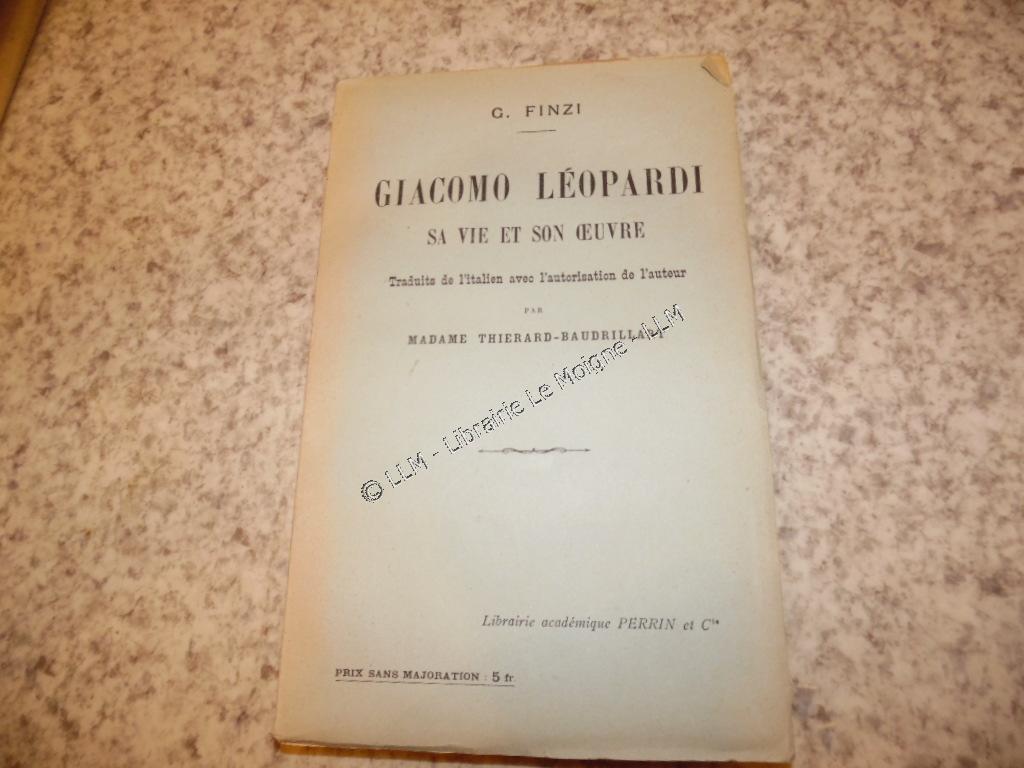 G. FINZI
GIACOMO LÉOPARDI
SA VIE ET SON ŒUVRE
Traduits de l'italien avec l'autorisation de l'auteur
PAR
MADAME THIERARD-BAUDRILLART
© LLM - Librairie Le Moigne - LLM
Librairie académique PERRIN et Cie
PRIX SANS MAJORATION : 5 fr.